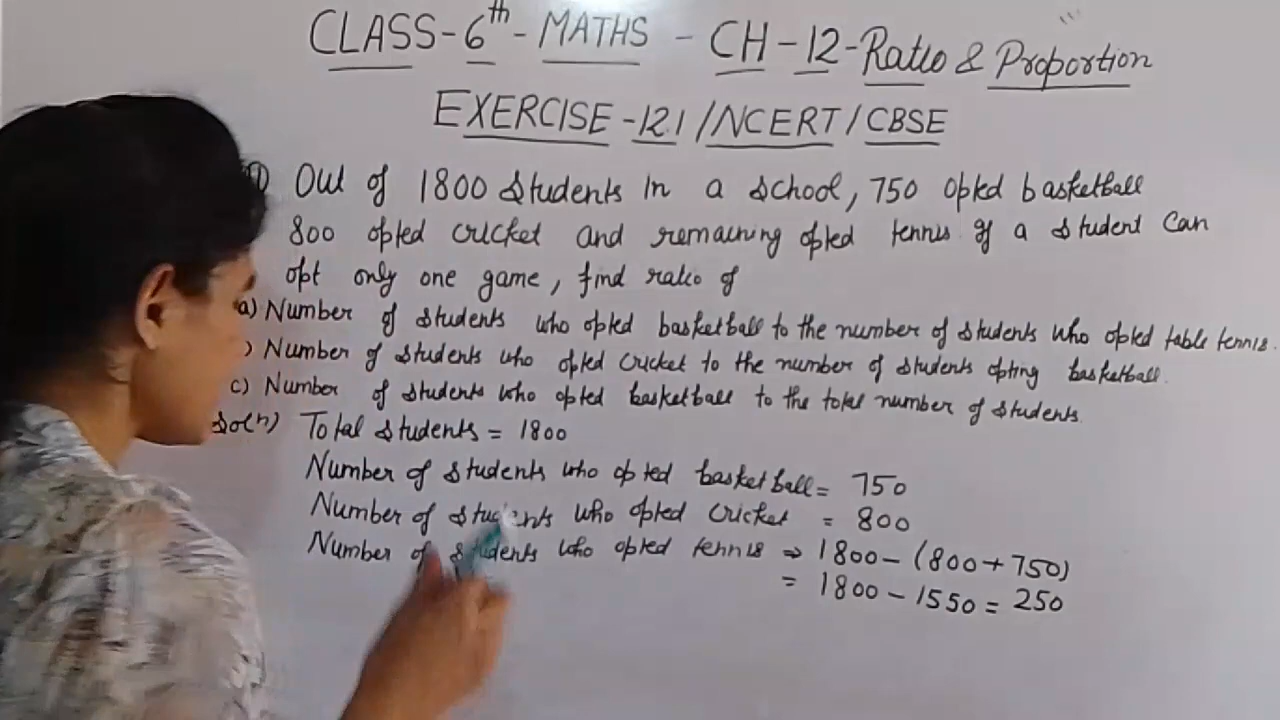 CLASS-6th-MATHS - CH-12-Ratio & Proportion
EXERCISE-12.1/NCERT/CBSE
Out of 1800 Students in a School, 750 opted basketball
800 opted cricket and remaining opted tennis If a student Can
opt only one game, find ratio of
a) Number of students who opted basketball to the number of students who opted table tennis.
) Number of students who opted cricket to the number of students opting basketball.
c) Number of students who opted basketball to the total number of students.
Soln) Total students = 1800
Number of students who opted basketball = 750
Number of students who opted cricket = 800
Number of students who opted tennis ⇒ 1800 - (800 + 750)
= 1800 - 1550 = 250